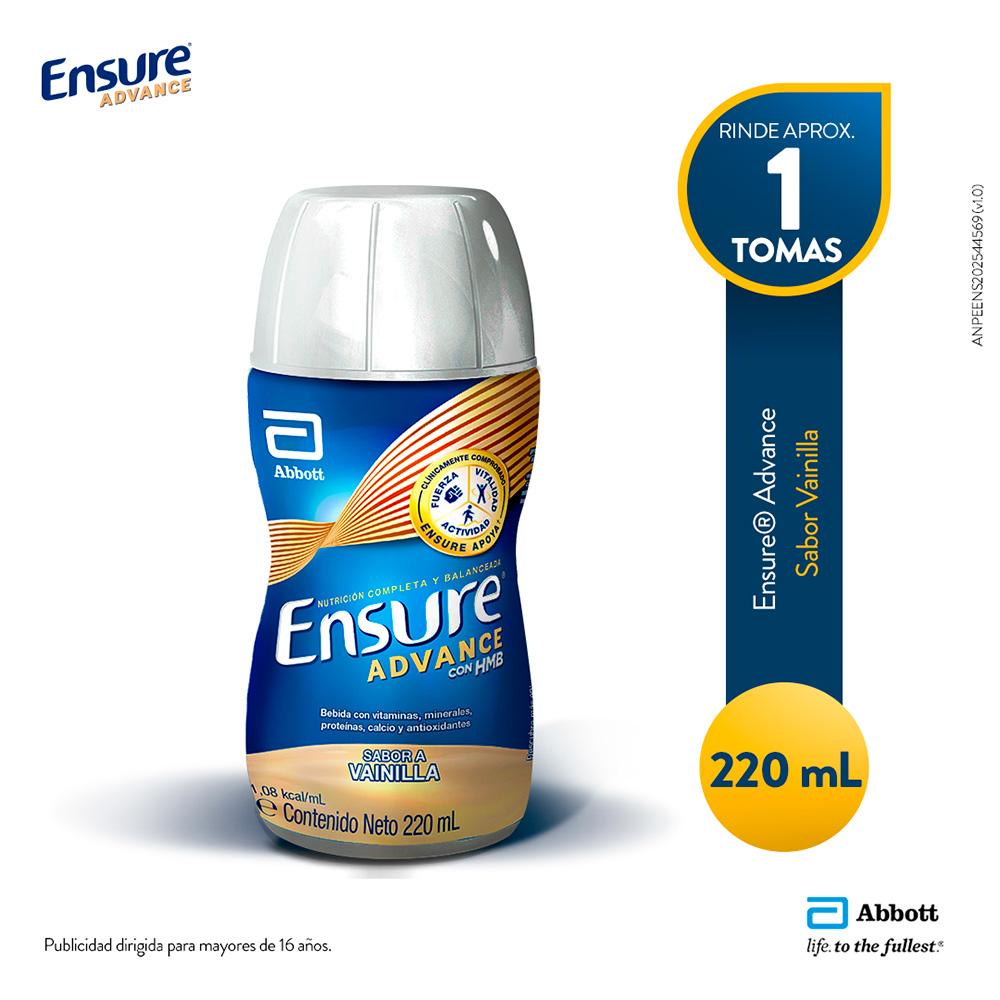 Ensure®
ADVANCE
RINDE APROX.
1
TOMAS
ANPEENS202544569 (v1.0)
Ensure® Advance
Sabor Vainilla
Abbott
CLÍNICAMENTE COMPROBADO
FUERZA
VITALIDAD
ACTIVIDAD
ENSURE APOYA
NUTRICIÓN COMPLETA Y BALANCEADA
Ensure®
ADVANCE
CON HMB
Bebida con vitaminas, minerales,
proteínas, calcio y antioxidantes
SABOR A
VAINILLA
1,08 kcal/mL
e Contenido Neto 220 mL
220 mL
Abbott
life. to the fullest.®
Publicidad dirigida para mayores de 16 años.